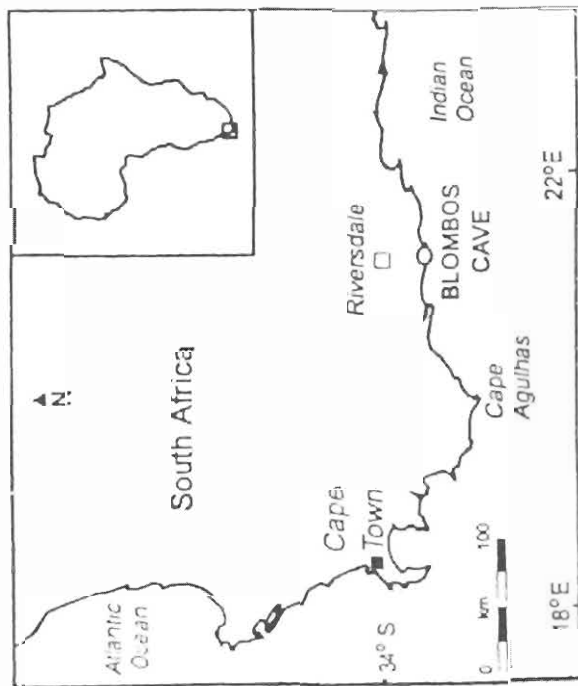 N
South Africa
Atlantic
Ocean
Cape
Town
Riversdale
BLOMBOS
CAVE
Indian
Ocean
Cape
Agulhas
34° S
0 km 100
18°E
22°E